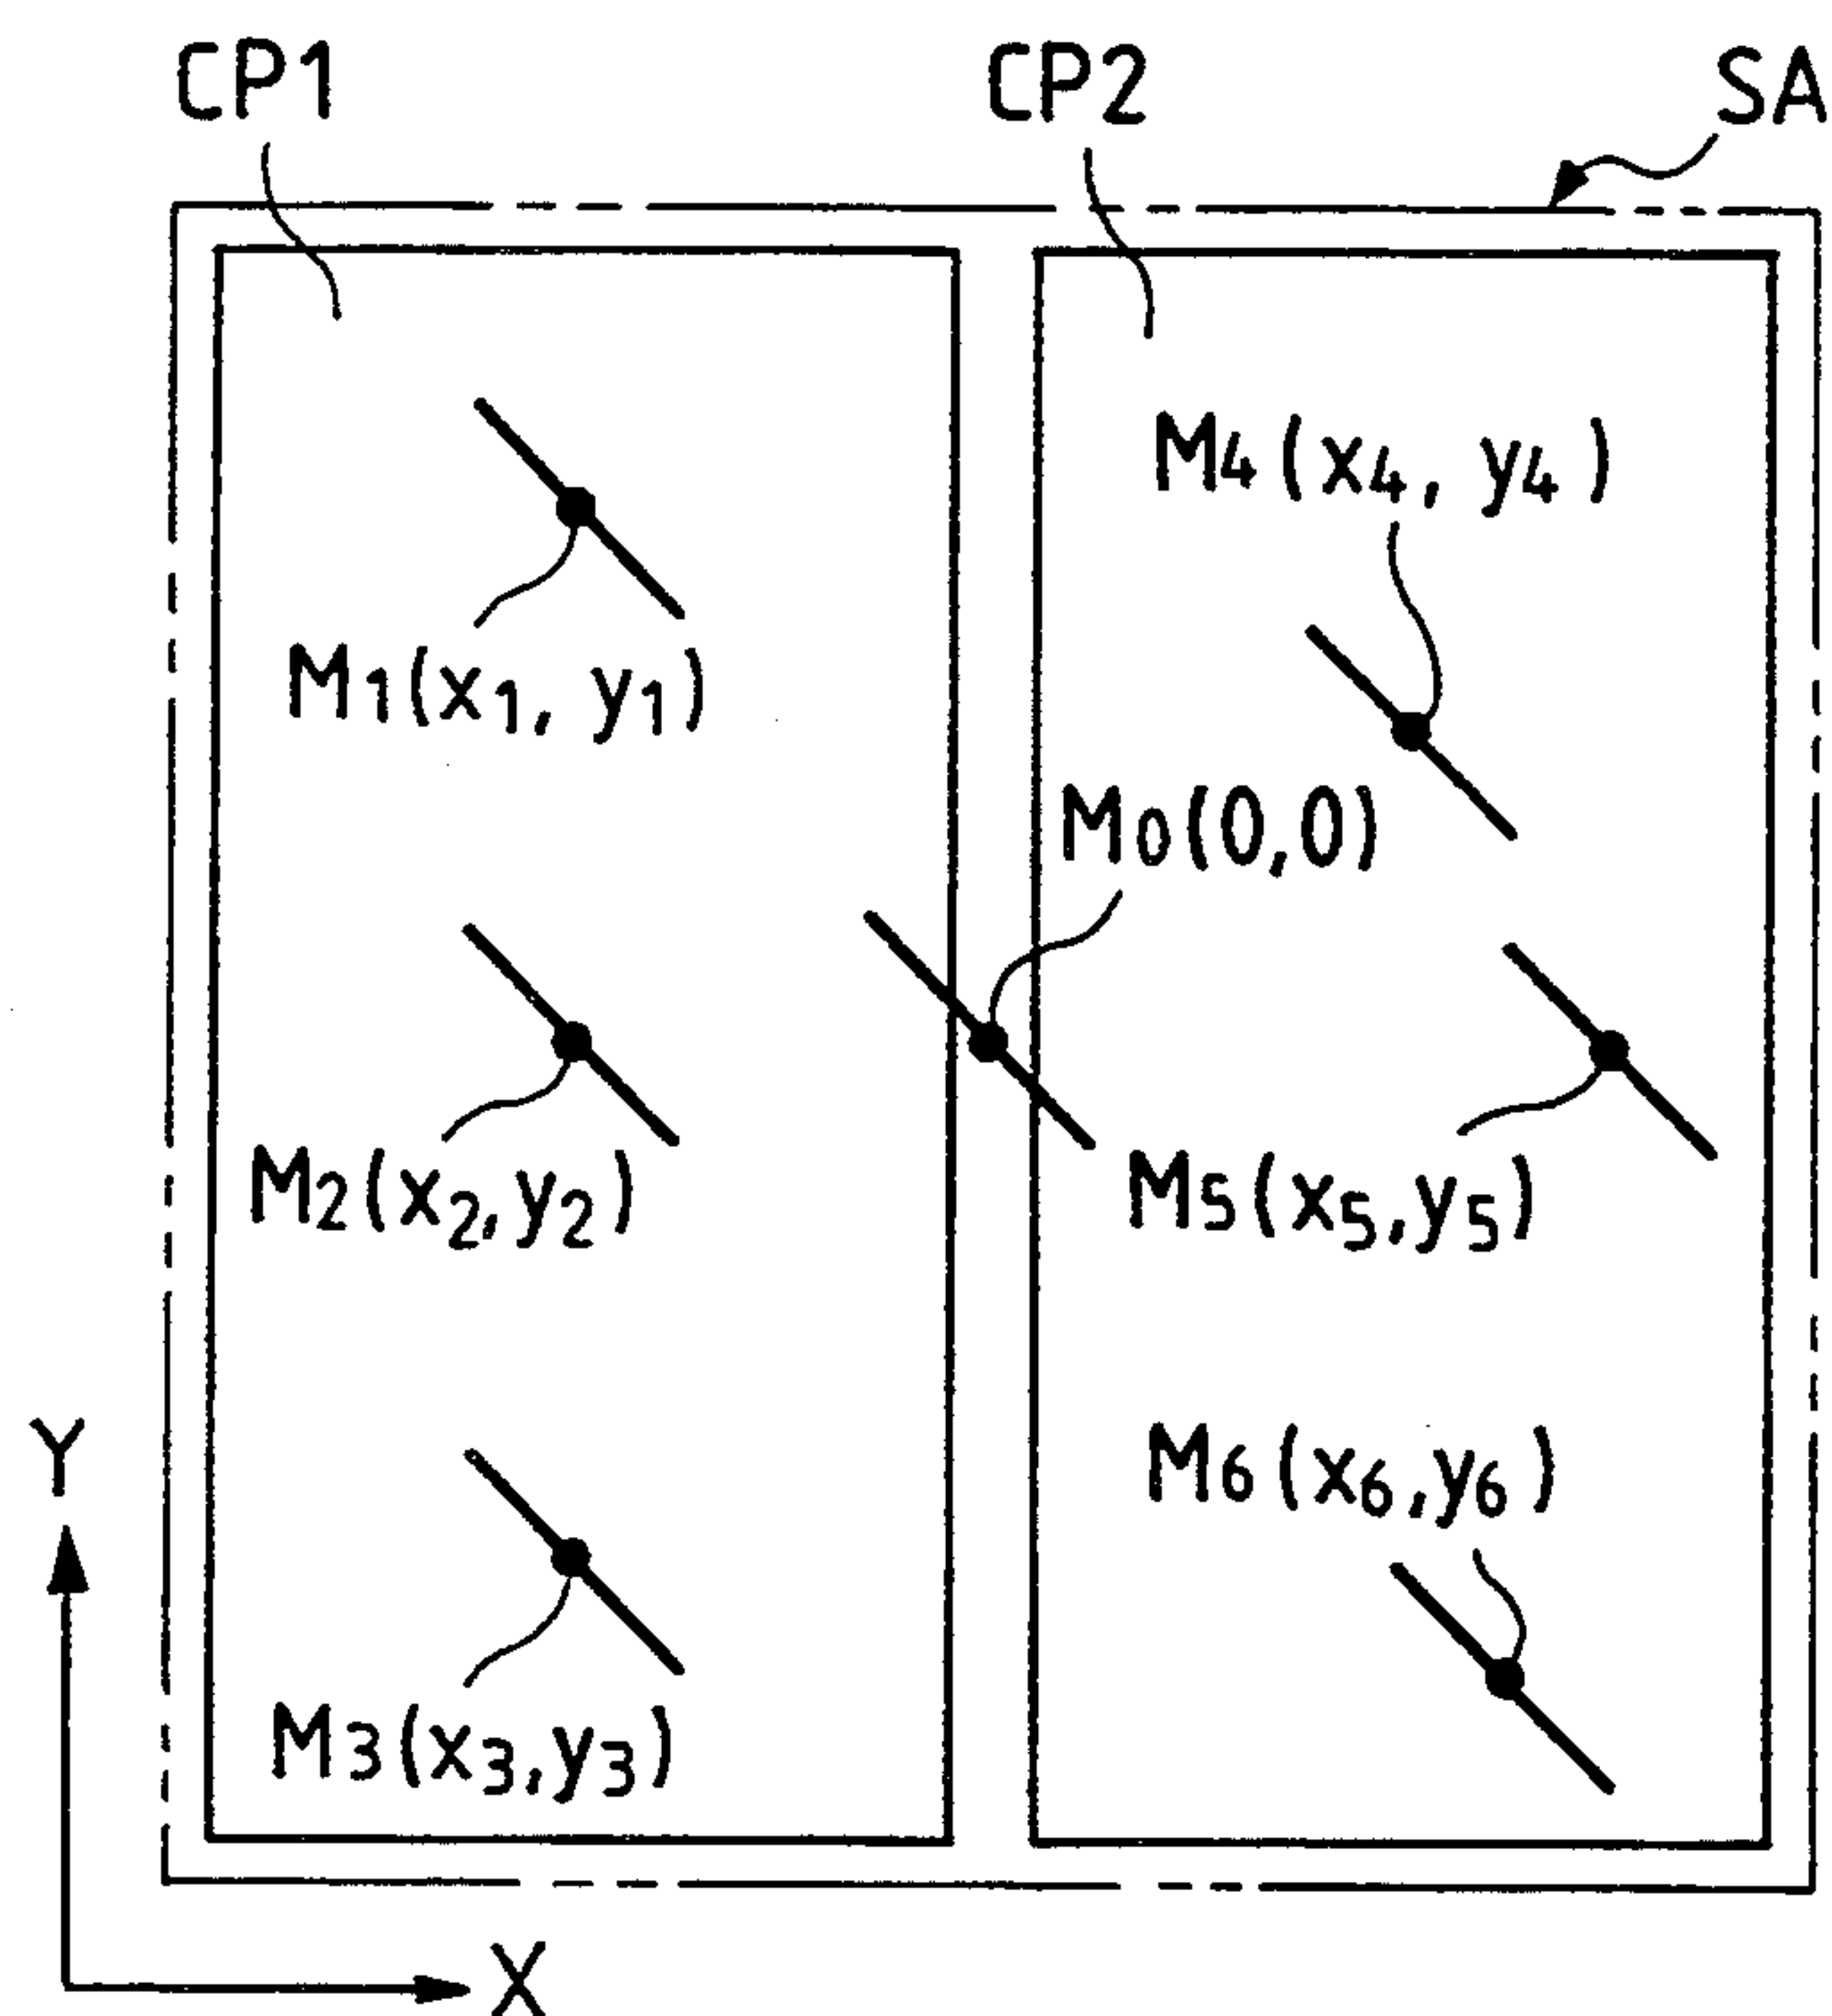 CP1
CP2
SA
M4(x4, y4)
M1(x1, y1)
M0(0,0)
M2(x2,y2)
M5(x5,y5)
M6(x6,y6)
Y
M3(x3,y3)
X